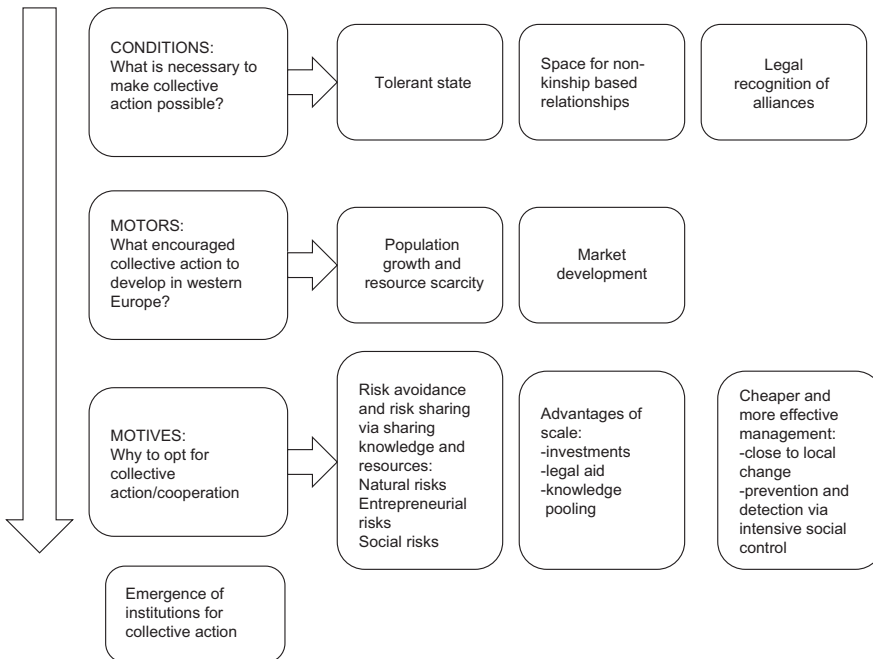 CONDITIONS:
What is necessary to
make collective
action possible?
Tolerant state
Space for non-
kinship based
relationships
Legal
recognition of
alliances
MOTORS:
What encouraged
collective action to
develop in western
Europe?
Population
growth and
resource scarcity
Market
development
MOTIVES:
Why to opt for
collective
action/cooperation
Risk avoidance
and risk sharing
via sharing
knowledge and
resources:
Natural risks
Entrepreneurial
risks
Social risks
Advantages of
scale:
-investments
-legal aid
-knowledge
pooling
Cheaper and
more effective
management:
-close to local
change
-prevention and
detection via
intensive social
control
Emergence of
institutions for
collective action